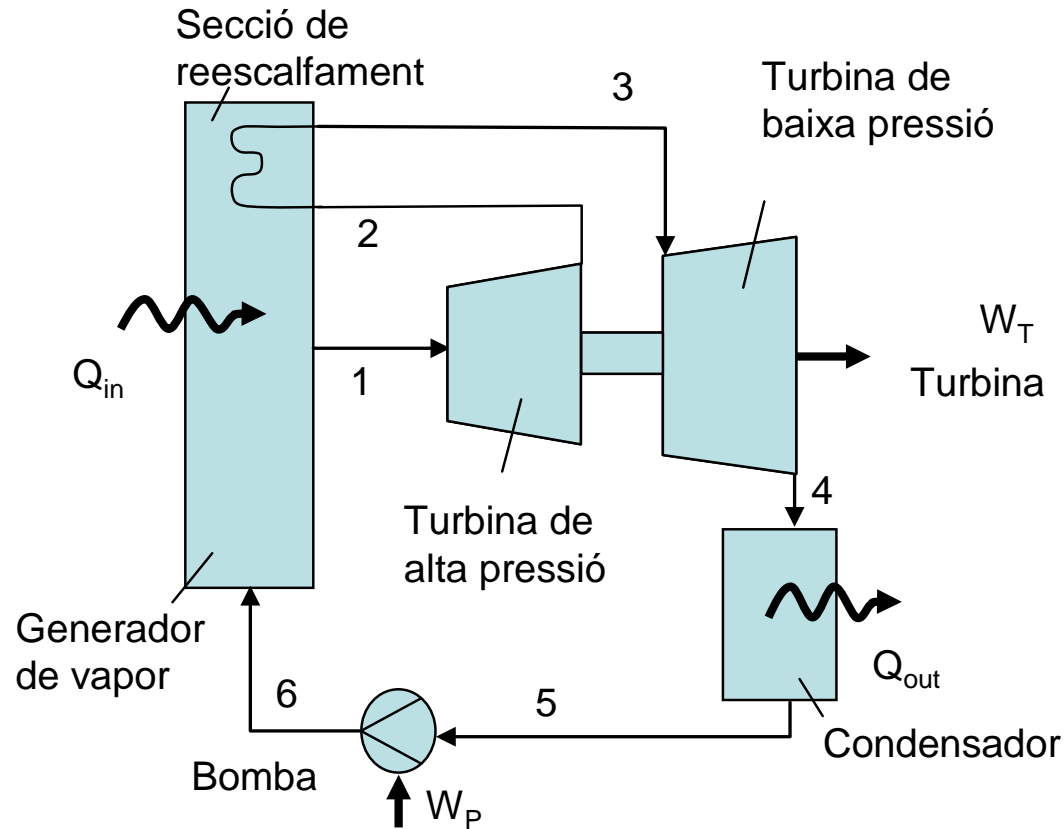 Secció de
reescalfament
3
Turbina de
baixa pressió
2
Q_in
1
W_T
Turbina
Turbina de
alta pressió
4
Generador
de vapor
6
5
Q_out
Condensador
Bomba
W_P